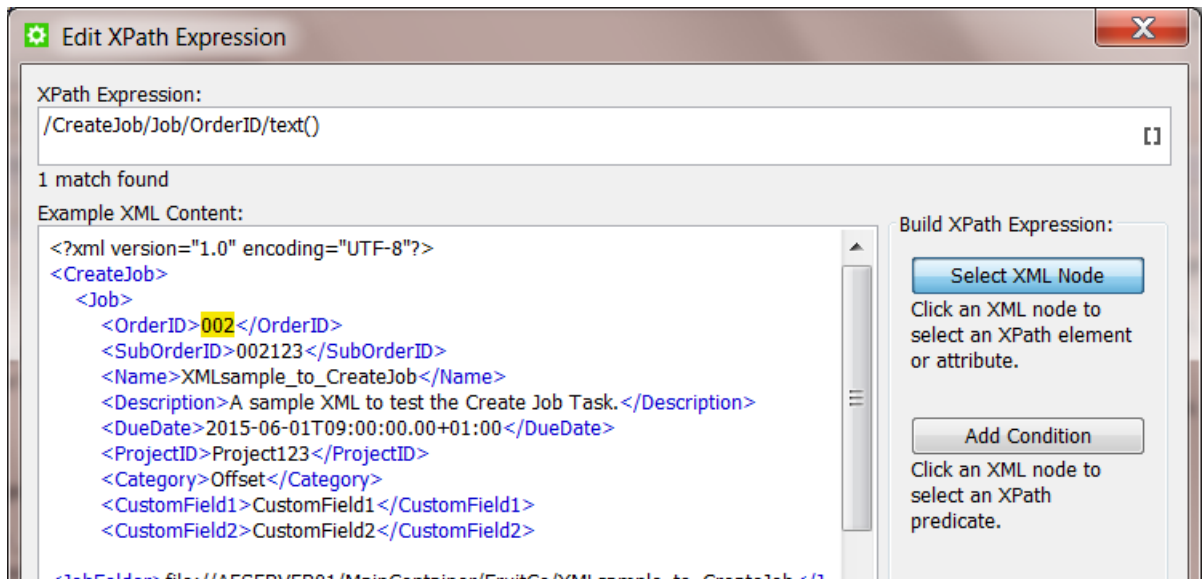 Edit XPath Expression
X
XPath Expression:
/CreateJob/Job/OrderID/text()
[]
1 match found
Example XML Content:
<?xml version="1.0" encoding="UTF-8"?>
<CreateJob>
<Job>
<OrderID>002</OrderID>
<SubOrderID>002123</SubOrderID>
<Name>XMLsample_to_CreateJob</Name>
<Description>A sample XML to test the Create Job Task.</Description>
<DueDate>2015-06-01T09:00:00.00+01:00</DueDate>
<ProjectID>Project123</ProjectID>
<Category>Offset</Category>
<CustomField1>CustomField1</CustomField1>
<CustomField2>CustomField2</CustomField2>
Build XPath Expression:
Select XML Node
Click an XML node to
select an XPath element
or attribute.
Add Condition
Click an XML node to
select an XPath
predicate.